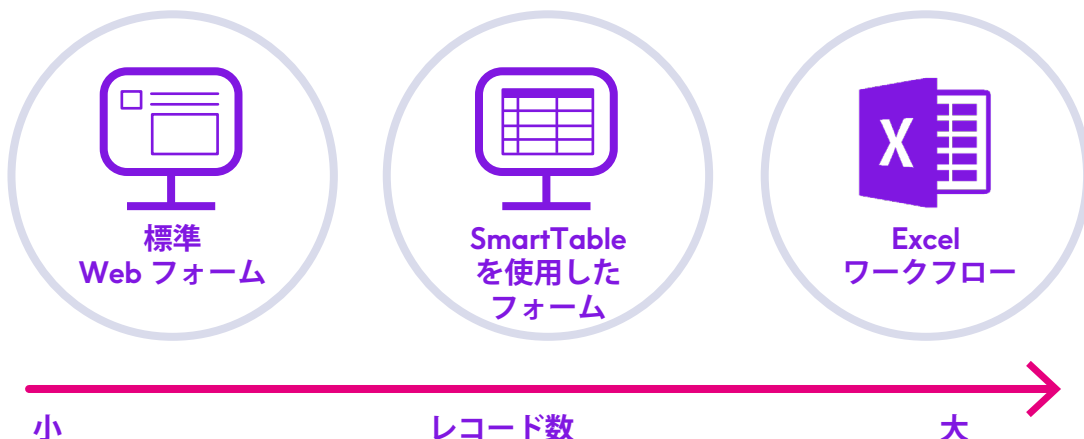 標準
Web フォーム
SmartTable
を使用した
フォーム
X
Excel
ワークフロー
小
レコード数
大